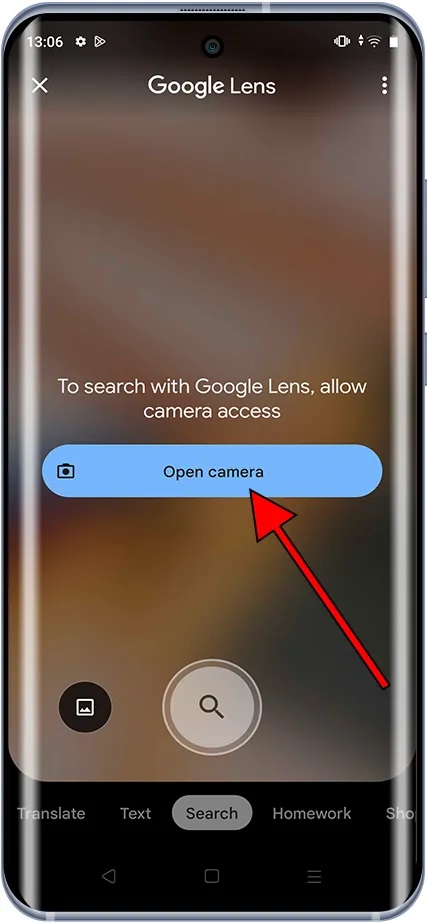 13:06
Google Lens
To search with Google Lens, allow
camera access
Open camera
Translate Text Search Homework Sho